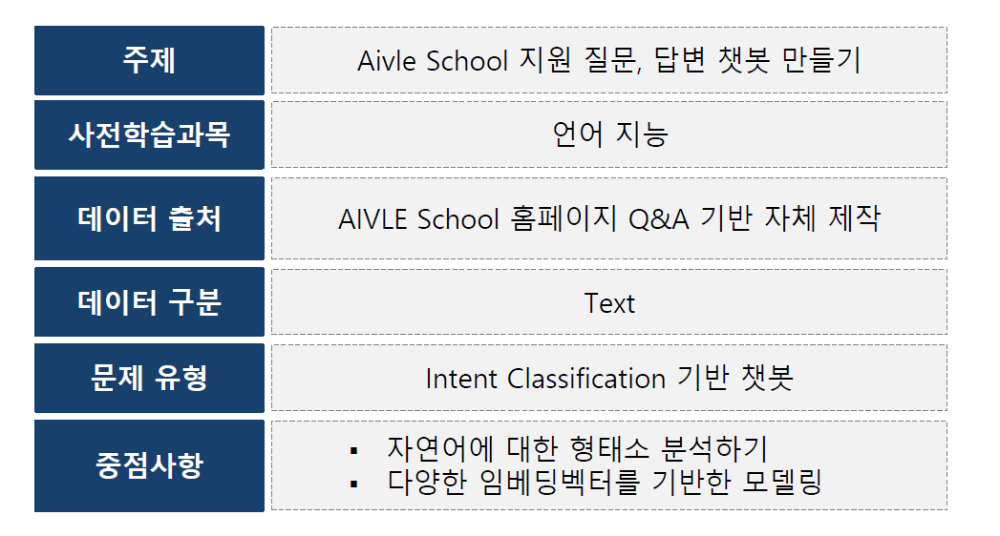 주제
Aivle School 지원 질문, 답변 챗봇 만들기
사전학습과목
언어 지능
데이터 출처
AIVLE School 홈페이지 Q&A 기반 자체 제작
데이터 구분
Text
문제 유형
Intent Classification 기반 챗봇
중점사항
▪ 자연어에 대한 형태소 분석하기
▪ 다양한 임베딩벡터를 기반한 모델링